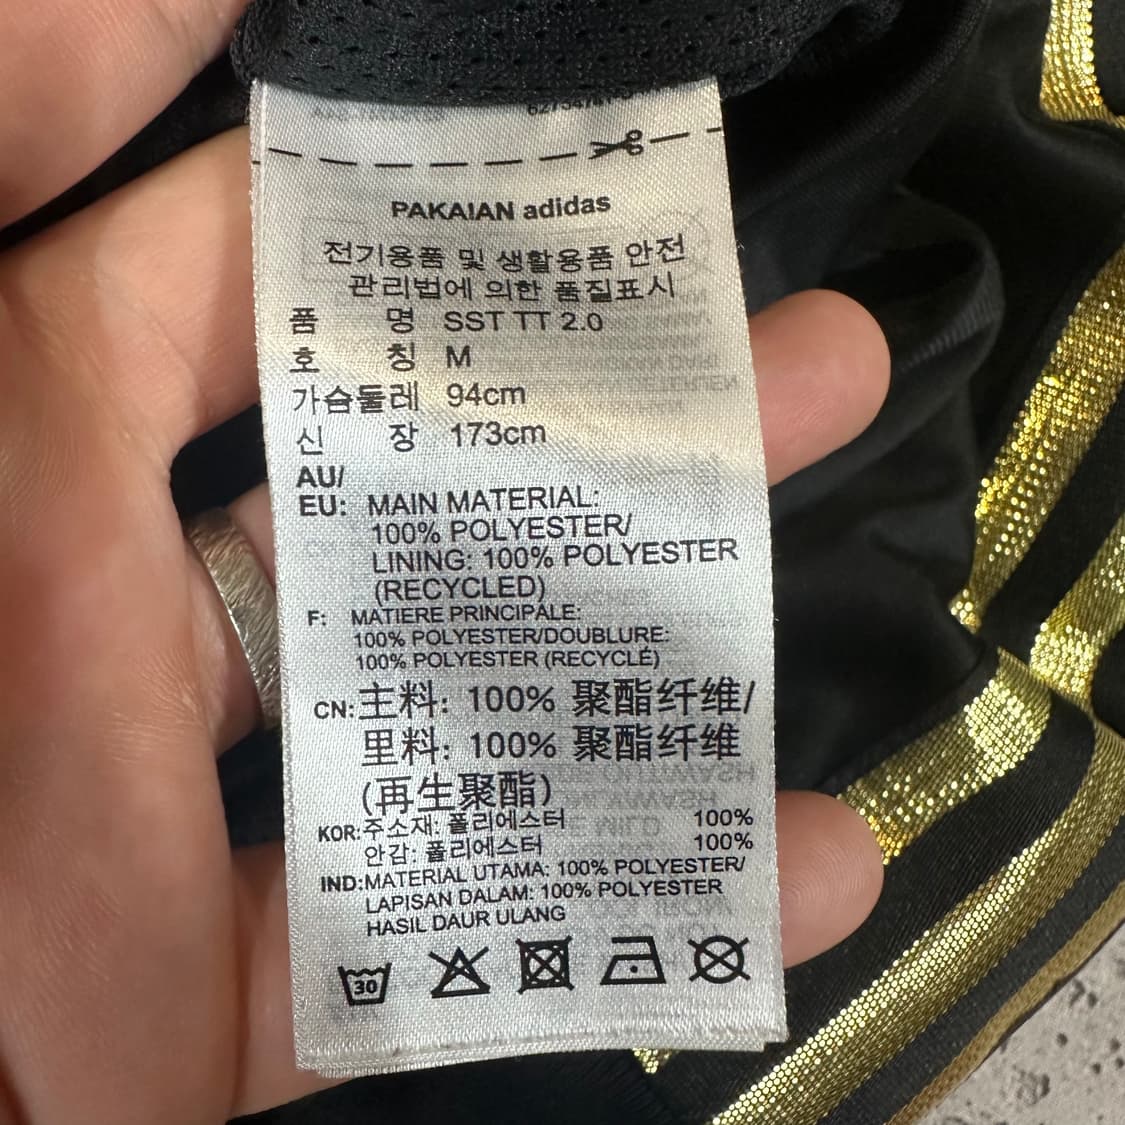 PAKAIAN adidas
전기용품 및 생활용품 안전
관리법에 의한 품질표시
품 명 SST TT 2.0
호 칭 M
가슴둘레 94cm
신 장 173cm
AU/
EU: MAIN MATERIAL:
100% POLYESTER/
LINING: 100% POLYESTER
(RECYCLED)
F: MATIERE PRINCIPALE:
100% POLYESTER/DOUBLURE:
100% POLYESTER (RECYCLÉ)
CN: 主料: 100% 聚酯纤维/
里料: 100% 聚酯纤维
(再生聚酯)
KOR: 주소재: 폴리에스터 100%
안감: 폴리에스터 100%
IND: MATERIAL UTAMA: 100% POLYESTER/
LAPISAN DALAM: 100% POLYESTER
HASIL DAUR ULANG
30